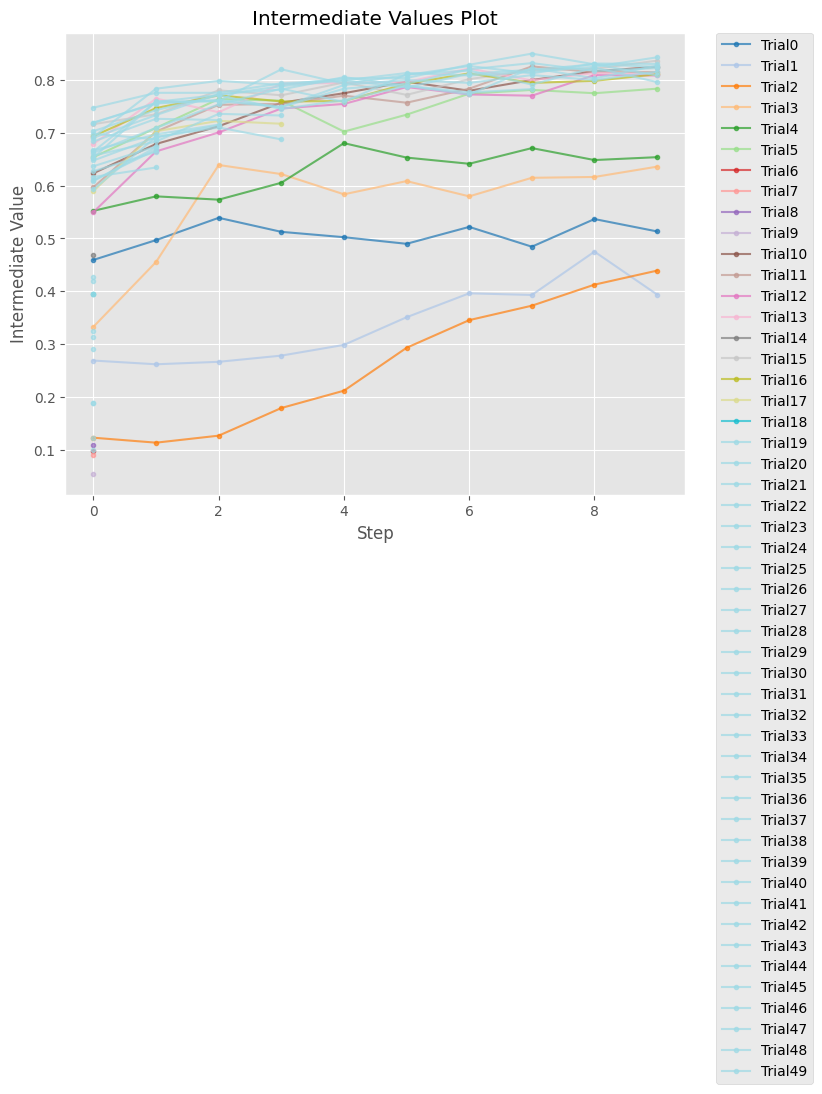 Intermediate Values Plot
Intermediate Value
0.8
0.7
0.6
0.5
0.4
0.3
0.2
0.1
0
2
4
6
8
Step
Trial0
Trial1
Trial2
Trial3
Trial4
Trial5
Trial6
Trial7
Trial8
Trial9
Trial10
Trial11
Trial12
Trial13
Trial14
Trial15
Trial16
Trial17
Trial18
Trial19
Trial20
Trial21
Trial22
Trial23
Trial24
Trial25
Trial26
Trial27
Trial28
Trial29
Trial30
Trial31
Trial32
Trial33
Trial34
Trial35
Trial36
Trial37
Trial38
Trial39
Trial40
Trial41
Trial42
Trial43
Trial44
Trial45
Trial46
Trial47
Trial48
Trial49